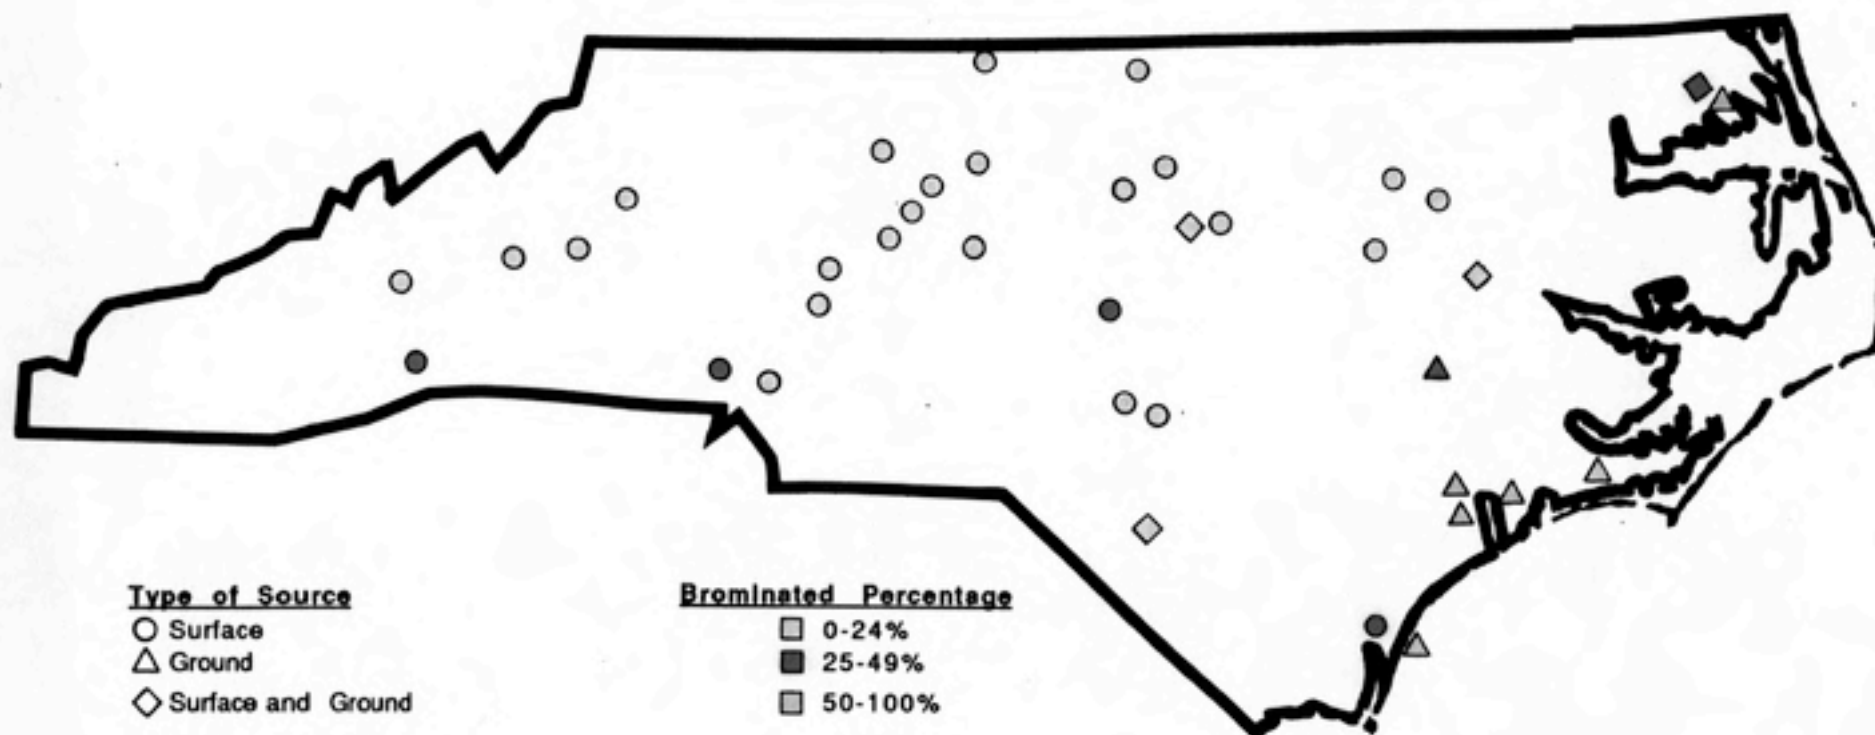 Type of Source
Surface
Ground
Surface and Ground
Brominated Percentage
0-24%
25-49%
50-100%